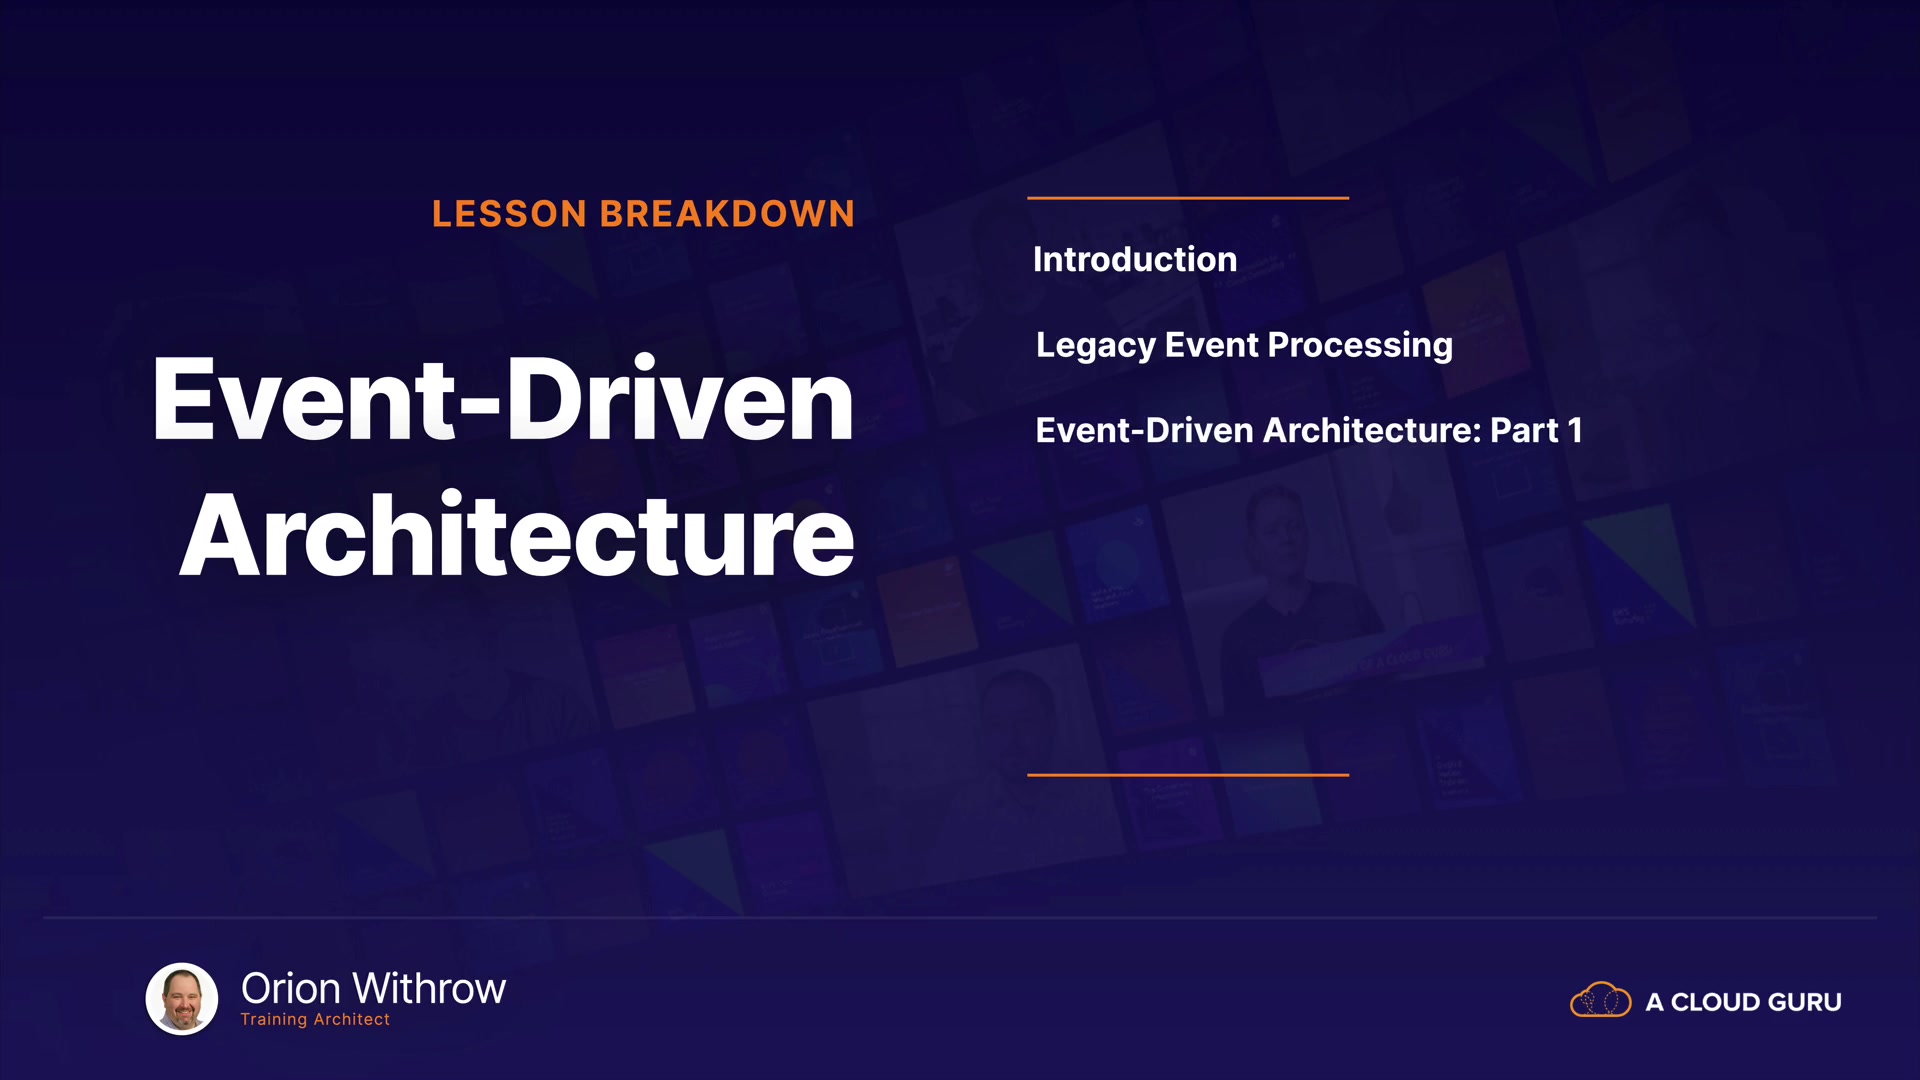 LESSON BREAKDOWN
Event-Driven
Architecture
Introduction
Legacy Event Processing
Event-Driven Architecture: Part 1
Orion Withrow
Training Architect
A CLOUD GURU